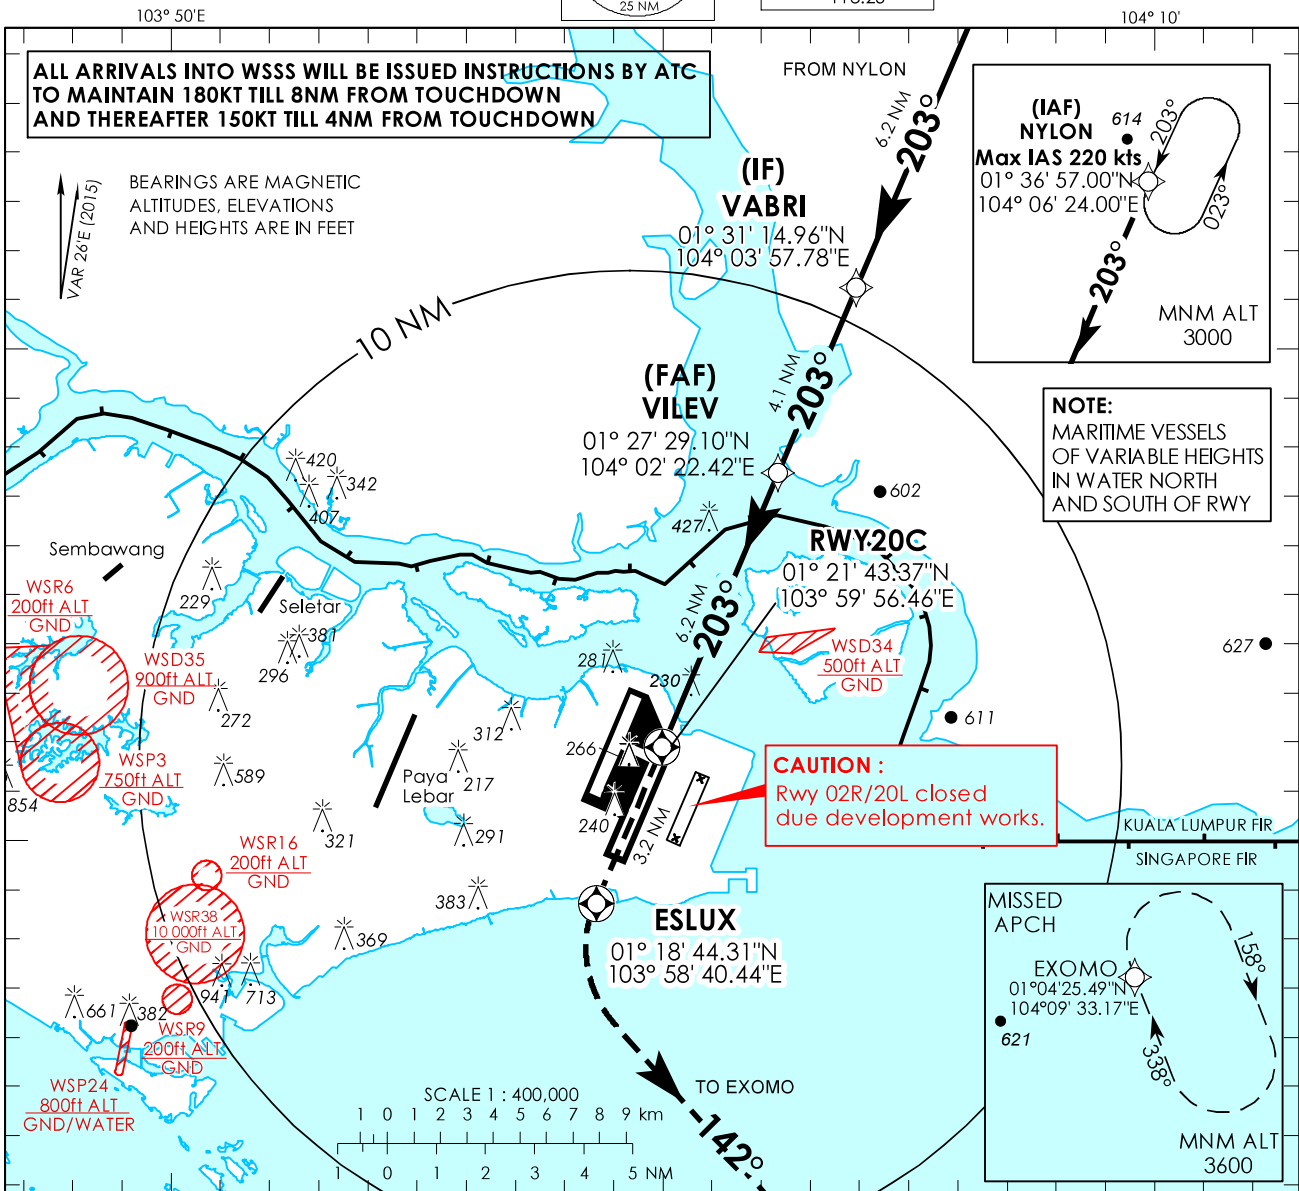 25 NM
103° 50'E
104° 10'
ALL ARRIVALS INTO WSSS WILL BE ISSUED INSTRUCTIONS BY ATC
TO MAINTAIN 180KT TILL 8NM FROM TOUCHDOWN
AND THEREAFTER 150KT TILL 4NM FROM TOUCHDOWN
FROM NYLON
6.2 NM
203°
(IAF)
NYLON
Max IAS 220 kts
01° 36' 57.00"N
104° 06' 24.00"E
614
203°
023°
203°
MNM ALT
3000
VAR 26'E (2015)
BEARINGS ARE MAGNETIC
ALTITUDES, ELEVATIONS
AND HEIGHTS ARE IN FEET
(IF)
VABRI
01° 31' 14.96"N
104° 03' 57.78"E
10 NM
4.1 NM
203°
(FAF)
VILEV
01° 27' 29.10"N
104° 02' 22.42"E
NOTE:
MARITIME VESSELS
OF VARIABLE HEIGHTS
IN WATER NORTH
AND SOUTH OF RWY
420
342
407
602
427
RWY20C
01° 21' 43.37"N
103° 59' 56.46"E
Sembawang
229
Seletar
WSR6
200ft ALT
GND
6.2 NM
203°
381
296
281
230
WSD34
500ft ALT
GND
627
WSD35
900ft ALT
GND
272
312
611
266
WSP3
750ft ALT
GND
589
217
Paya
Lebar
854
240
CAUTION :
Rwy 02R/20L closed
due development works.
321
291
3.2 NM
KUALA LUMPUR FIR
SINGAPORE FIR
WSR16
200ft ALT
GND
383
WSR38
10 000ft ALT
GND
369
ESLUX
01° 18' 44.31"N
103° 58' 40.44"E
MISSED
APCH
158°
EXOMO
01°04'25.49"N
104°09' 33.17"E
621
338°
MNM ALT
3600
941
713
661
382
WSR9
200ft ALT
GND
WSP24
800ft ALT
GND/WATER
TO EXOMO
142°
SCALE 1 : 400,000
1 0 1 2 3 4 5 6 7 8 9 km
1 0 1 2 3 4 5 NM